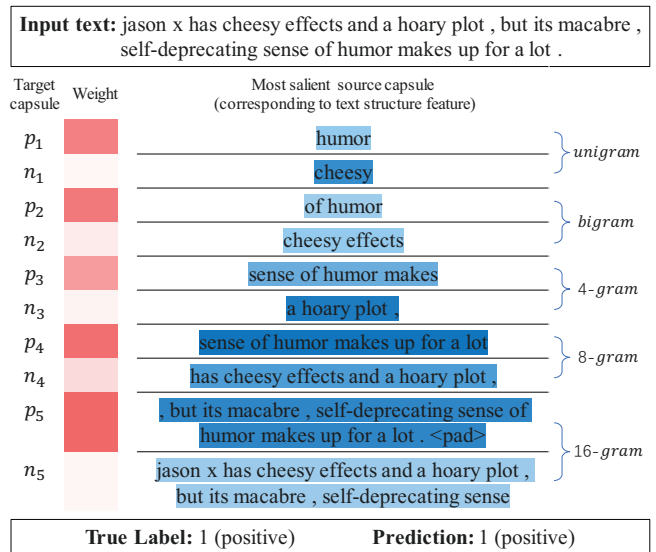 Input text: jason x has cheesy effects and a hoary plot , but its macabre ,
self-deprecating sense of humor makes up for a lot .
Target capsule Weight Most salient source capsule
(corresponding to text structure feature)
p1 humor
n1 cheesy
unigram
p2 of humor
n2 cheesy effects
bigram
p3 sense of humor makes
n3 a hoary plot ,
4-gram
p4 sense of humor makes up for a lot
n4 has cheesy effects and a hoary plot ,
8-gram
p5 , but its macabre , self-deprecating sense of
humor makes up for a lot . <pad>
16-gram
n5 jason x has cheesy effects and a hoary plot ,
but its macabre , self-deprecating sense
True Label: 1 (positive) Prediction: 1 (positive)